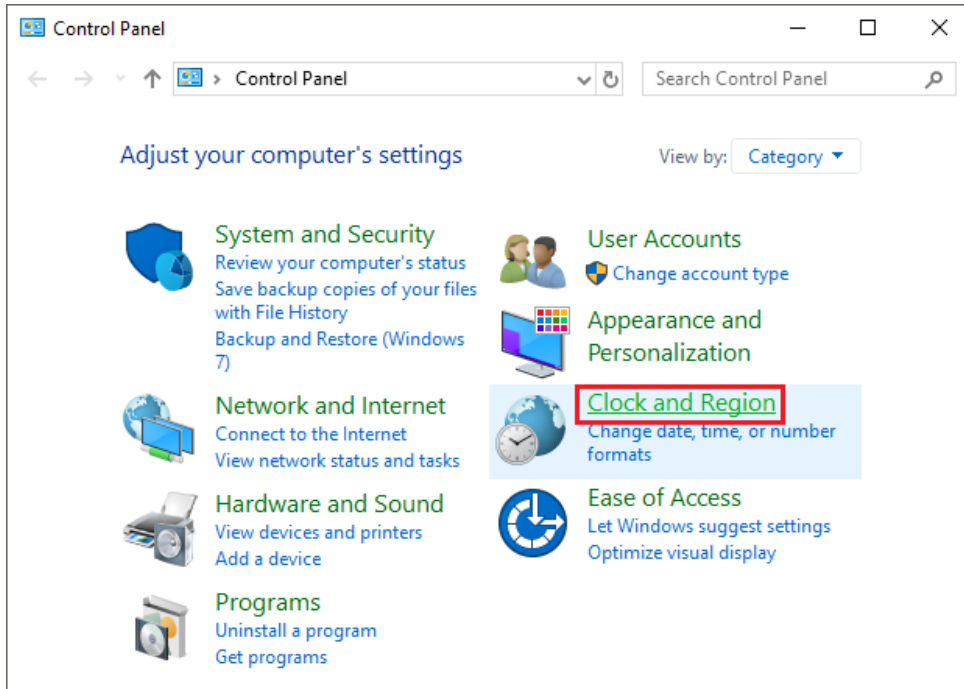 Control Panel
Control Panel
Search Control Panel
Adjust your computer's settings
View by: Category
System and Security
Review your computer's status
Save backup copies of your files
with File History
Backup and Restore (Windows
7)
Network and Internet
Connect to the Internet
View network status and tasks
Hardware and Sound
View devices and printers
Add a device
Programs
Uninstall a program
Get programs
User Accounts
Change account type
Appearance and
Personalization
Clock and Region
Change date, time, or number
formats
Ease of Access
Let Windows suggest settings
Optimize visual display